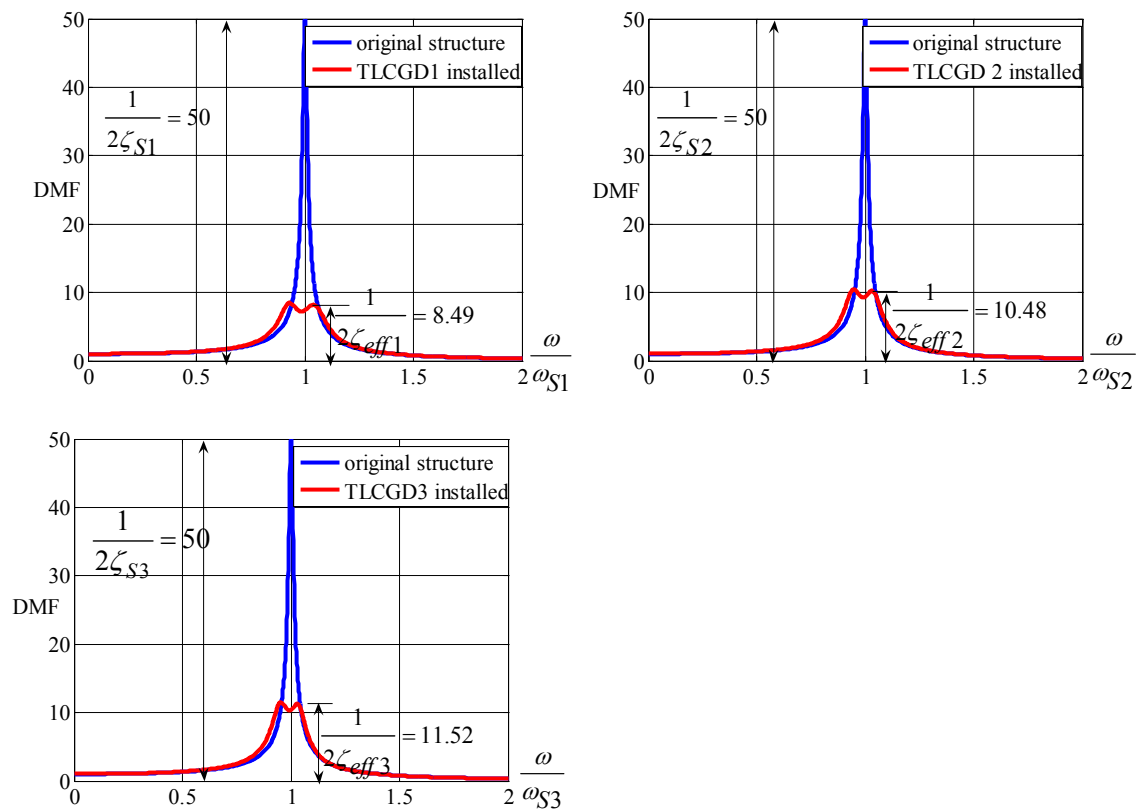 50
40
30
20
10
0
DMF
original structure
TLCGD1 installed
1/2ζS1 = 50
1/2ζeff1 = 8.49
0 0.5 1 1.5 2
ω/ωS1
50
40
30
20
10
0
DMF
original structure
TLCGD 2 installed
1/2ζS2 = 50
1/2ζeff 2 = 10.48
0 0.5 1 1.5 2
ω/ωS2
50
40
30
20
10
0
DMF
original structure
TLCGD3 installed
1/2ζS3 = 50
1/2ζeff3 = 11.52
0 0.5 1 1.5 2
ω/ωS3